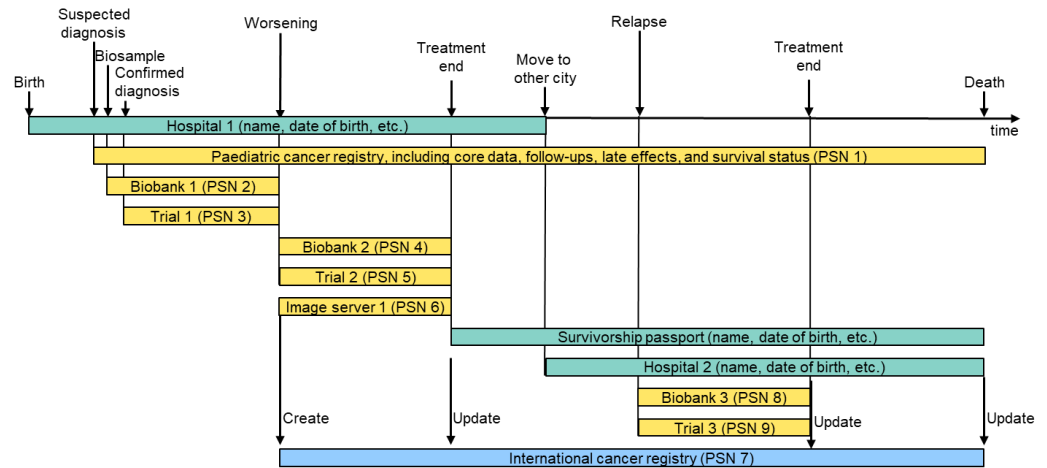 Suspected
diagnosis
Biosample
Confirmed
diagnosis
Birth
Worsening
Treatment
end
Move to
other city
Relapse
Treatment
end
Death
time
Hospital 1 (name, date of birth, etc.)
Paediatric cancer registry, including core data, follow-ups, late effects, and survival status (PSN 1)
Biobank 1 (PSN 2)
Trial 1 (PSN 3)
Biobank 2 (PSN 4)
Trial 2 (PSN 5)
Image server 1 (PSN 6)
Survivorship passport (name, date of birth, etc.)
Hospital 2 (name, date of birth, etc.)
Biobank 3 (PSN 8)
Trial 3 (PSN 9)
Create
Update
Update
Update
International cancer registry (PSN 7)